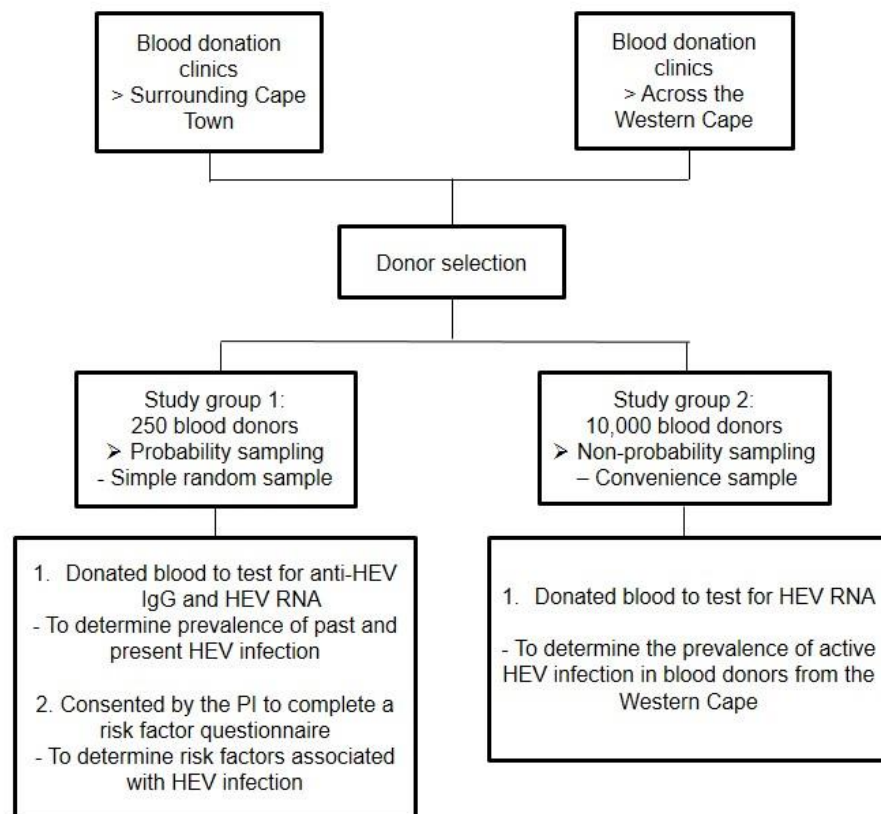 Blood donation
clinics
> Surrounding Cape
Town
Blood donation
clinics
> Across the
Western Cape
Donor selection
Study group 1:
250 blood donors
➢ Probability sampling
- Simple random sample
Study group 2:
10,000 blood donors
➢ Non-probability sampling
– Convenience sample
1. Donated blood to test for anti-HEV
IgG and HEV RNA
- To determine prevalence of past and
present HEV infection
2. Consented by the PI to complete a
risk factor questionnaire
- To determine risk factors associated
with HEV infection
1. Donated blood to test for HEV RNA
- To determine the prevalence of active
HEV infection in blood donors from the
Western Cape